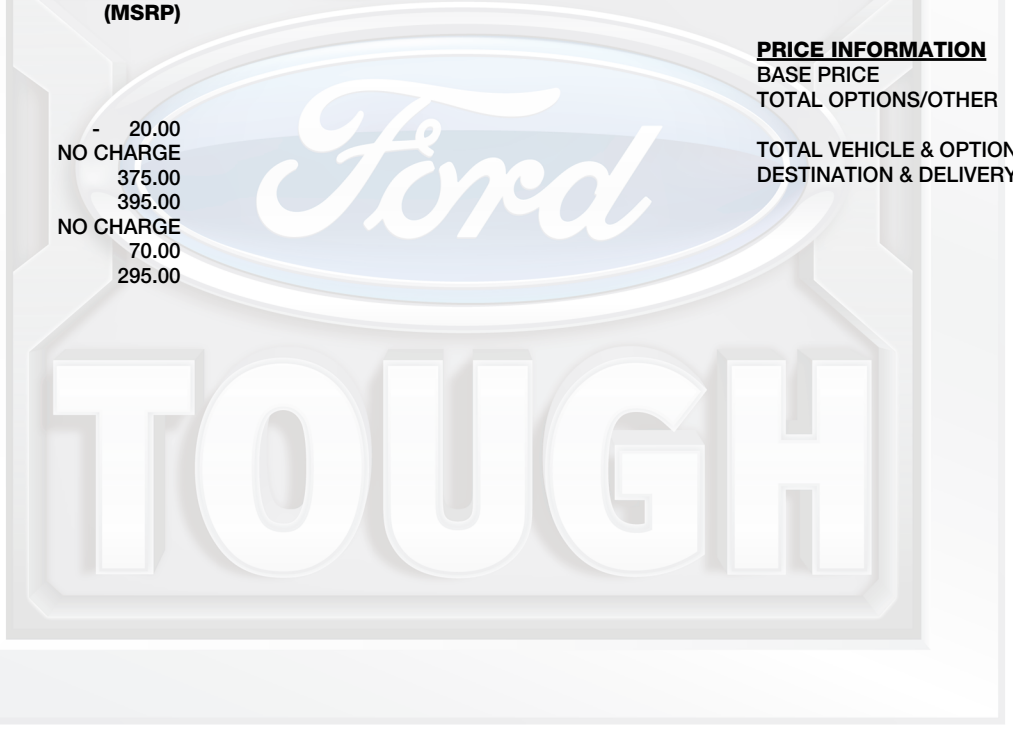 (MSRP)
- 20.00
NO CHARGE
375.00
395.00
NO CHARGE
70.00
295.00
PRICE INFORMATION
BASE PRICE
TOTAL OPTIONS/OTHER
TOTAL VEHICLE & OPTION
DESTINATION & DELIVERY
Ford
TOUGH